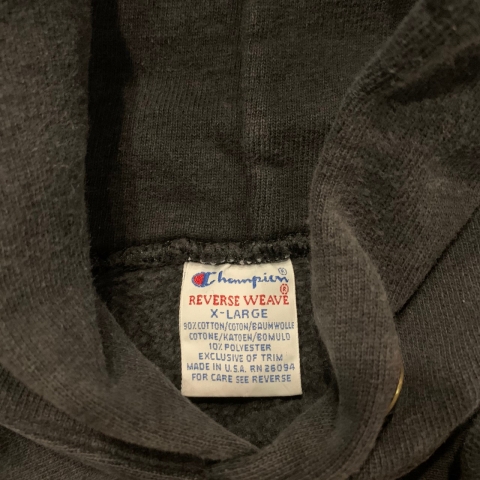 Champion®
REVERSE WEAVE®
X-LARGE
90% COTTON/COTON/BAUMWOLLE
COTONE/KATOEN/BOMULD
10% POLYESTER
EXCLUSIVE OF TRIM
MADE IN U.S.A. RN 26094
FOR CARE SEE REVERSE